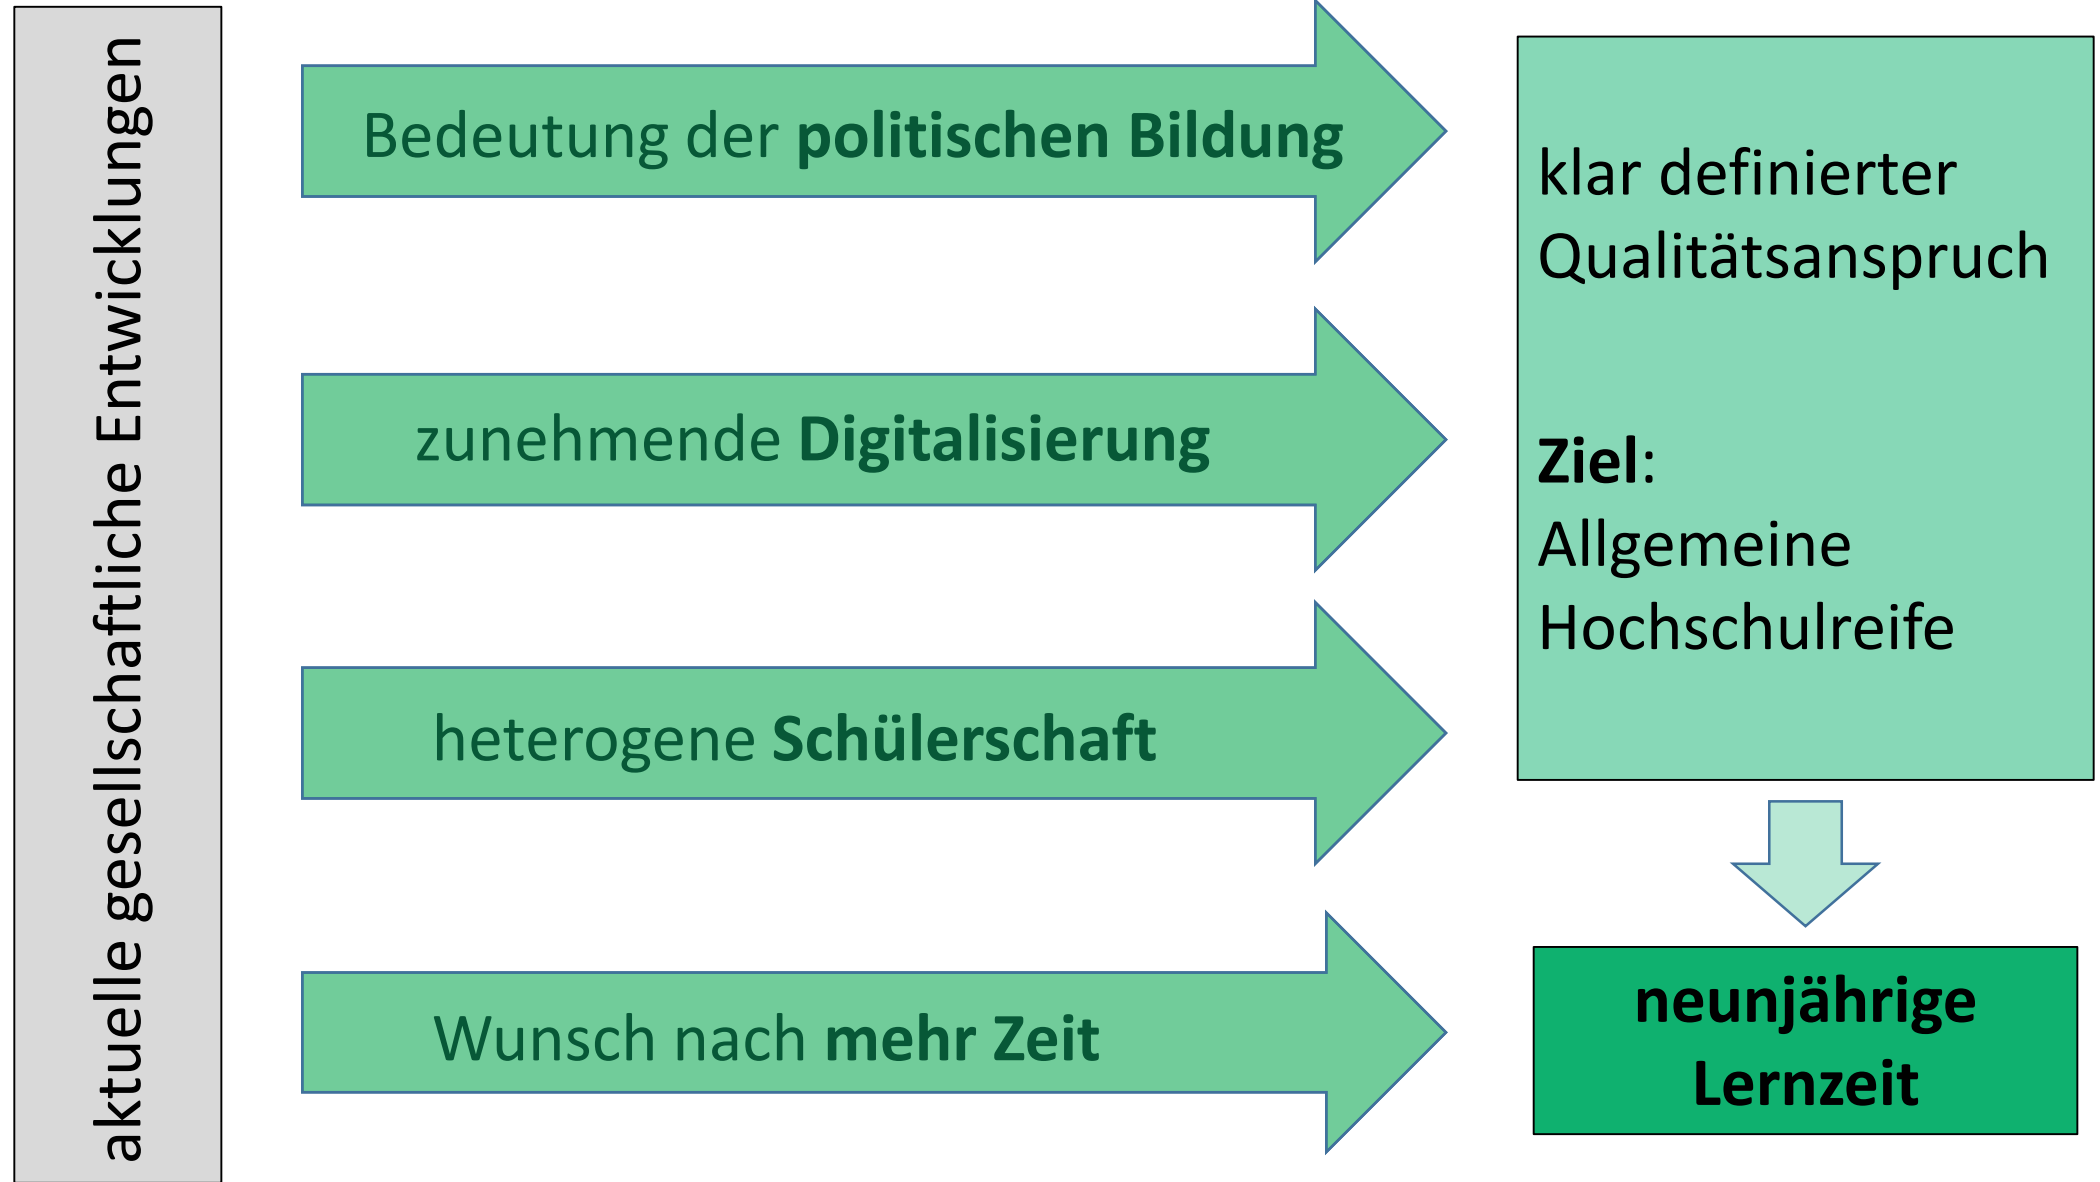 aktuelle gesellschaftliche Entwicklungen
Bedeutung der politischen Bildung
zunehmende Digitalisierung
heterogene Schülerschaft
Wunsch nach mehr Zeit
klar definierter
Qualitätsanspruch
Ziel:
Allgemeine
Hochschulreife
neunjährige
Lernzeit